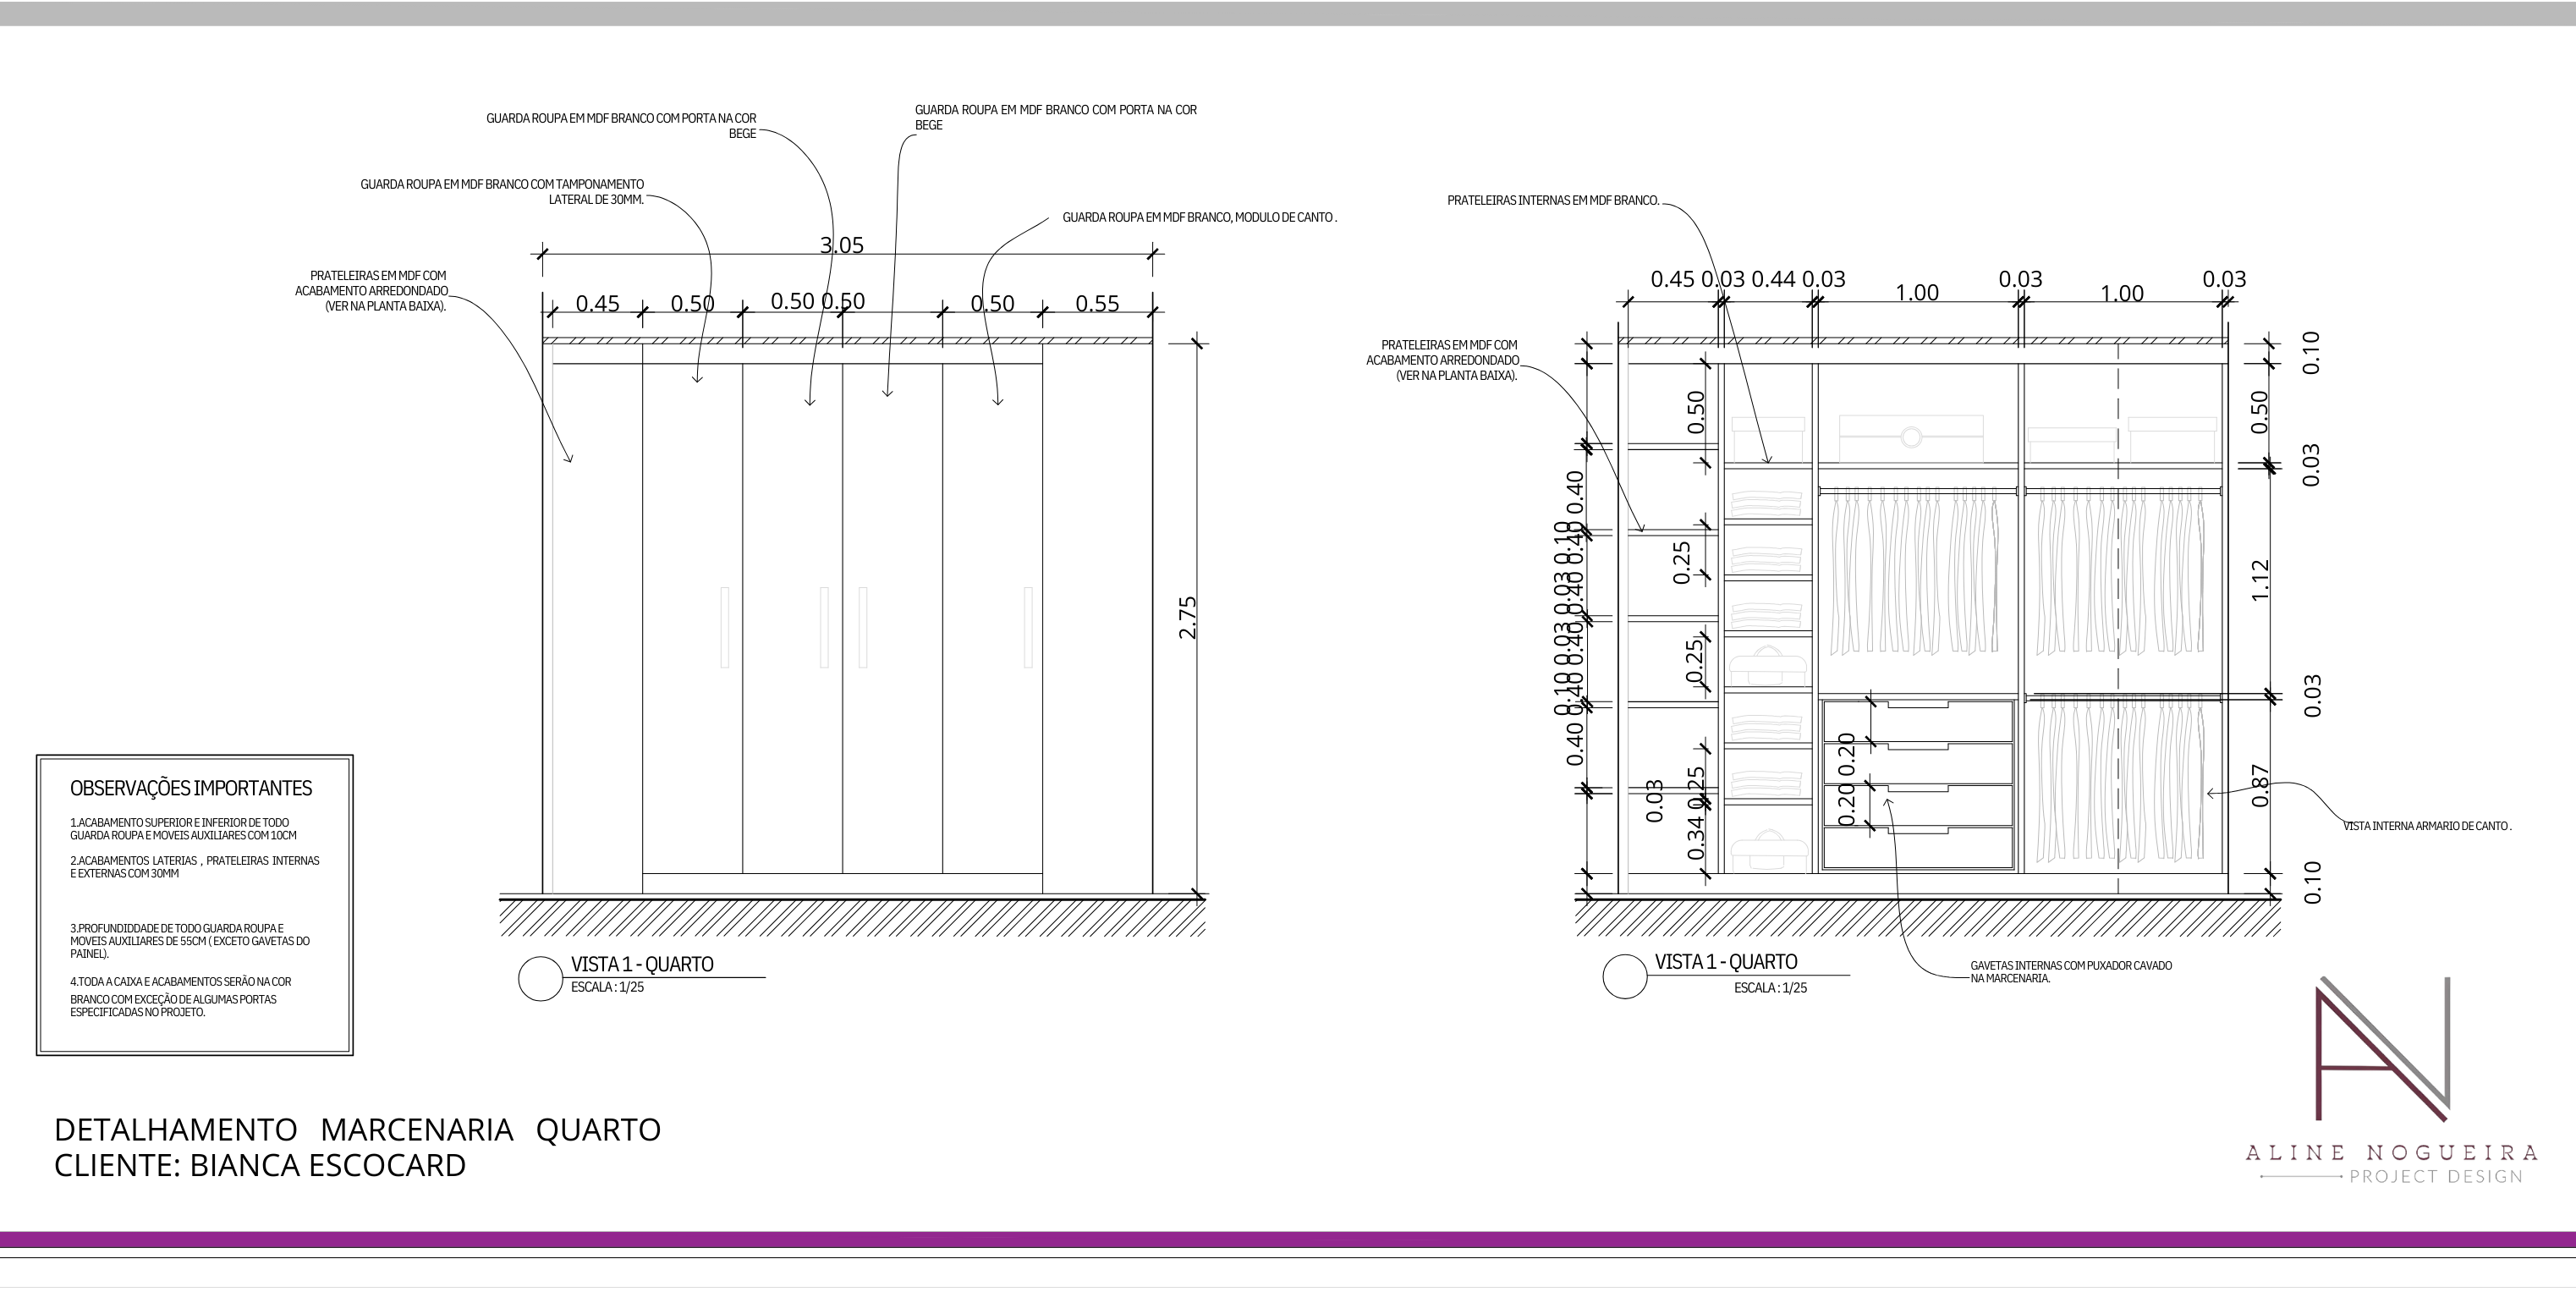 GUARDA ROUPA EM MDF BRANCO COM PORTA NA COR
BEGE
GUARDA ROUPA EM MDF BRANCO COM PORTA NA COR
BEGE
GUARDA ROUPA EM MDF BRANCO COM TAMPONAMENTO
LATERAL DE 30MM.
GUARDA ROUPA EM MDF BRANCO, MODULO DE CANTO .
PRATELEIRAS EM MDF COM
ACABAMENTO ARREDONDADO
(VER NA PLANTA BAIXA).
3.05
0.45 0.50 0.50 0.50 0.50 0.55
2.75
VISTA 1 - QUARTO
ESCALA : 1/25
PRATELEIRAS INTERNAS EM MDF BRANCO.
PRATELEIRAS EM MDF COM
ACABAMENTO ARREDONDADO
(VER NA PLANTA BAIXA).
0.45 0.03 0.44 0.03 1.00 0.03 1.00 0.03
0.40
0.10
0.40
0.03
0.40
0.03
0.40
0.10
0.40
0.40
0.50
0.25
0.25
0.25
0.03
0.34
0.20
0.20
0.10
0.50
0.03
1.12
0.03
0.87
0.10
VISTA INTERNA ARMARIO DE CANTO .
GAVETAS INTERNAS COM PUXADOR CAVADO
NA MARCENARIA.
VISTA 1 - QUARTO
ESCALA : 1/25
OBSERVAÇÕES IMPORTANTES
1.ACABAMENTO SUPERIOR E INFERIOR DE TODO
GUARDA ROUPA E MOVEIS AUXILIARES COM 10CM
2.ACABAMENTOS LATERIAS , PRATELEIRAS INTERNAS
E EXTERNAS COM 30MM
3.PROFUNDIDDADE DE TODO GUARDA ROUPA E
MOVEIS AUXILIARES DE 55CM ( EXCETO GAVETAS DO
PAINEL).
4.TODA A CAIXA E ACABAMENTOS SERÃO NA COR
BRANCO COM EXCEÇÃO DE ALGUMAS PORTAS
ESPECIFICADAS NO PROJETO.
DETALHAMENTO MARCENARIA QUARTO
CLIENTE: BIANCA ESCOCARD
AN
ALINE NOGUEIRA
PROJECT DESIGN